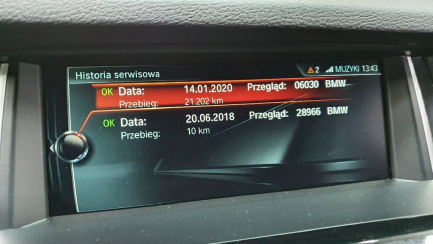 Historia serwisowa 2 MUZYKI 13:43
OK Data: 14.01.2020 Przegląd: 06030 BMW
Przebieg: 21 202 km
OK Data: 20.06.2018 Przegląd: 28966 BMW
Przebieg: 10 km